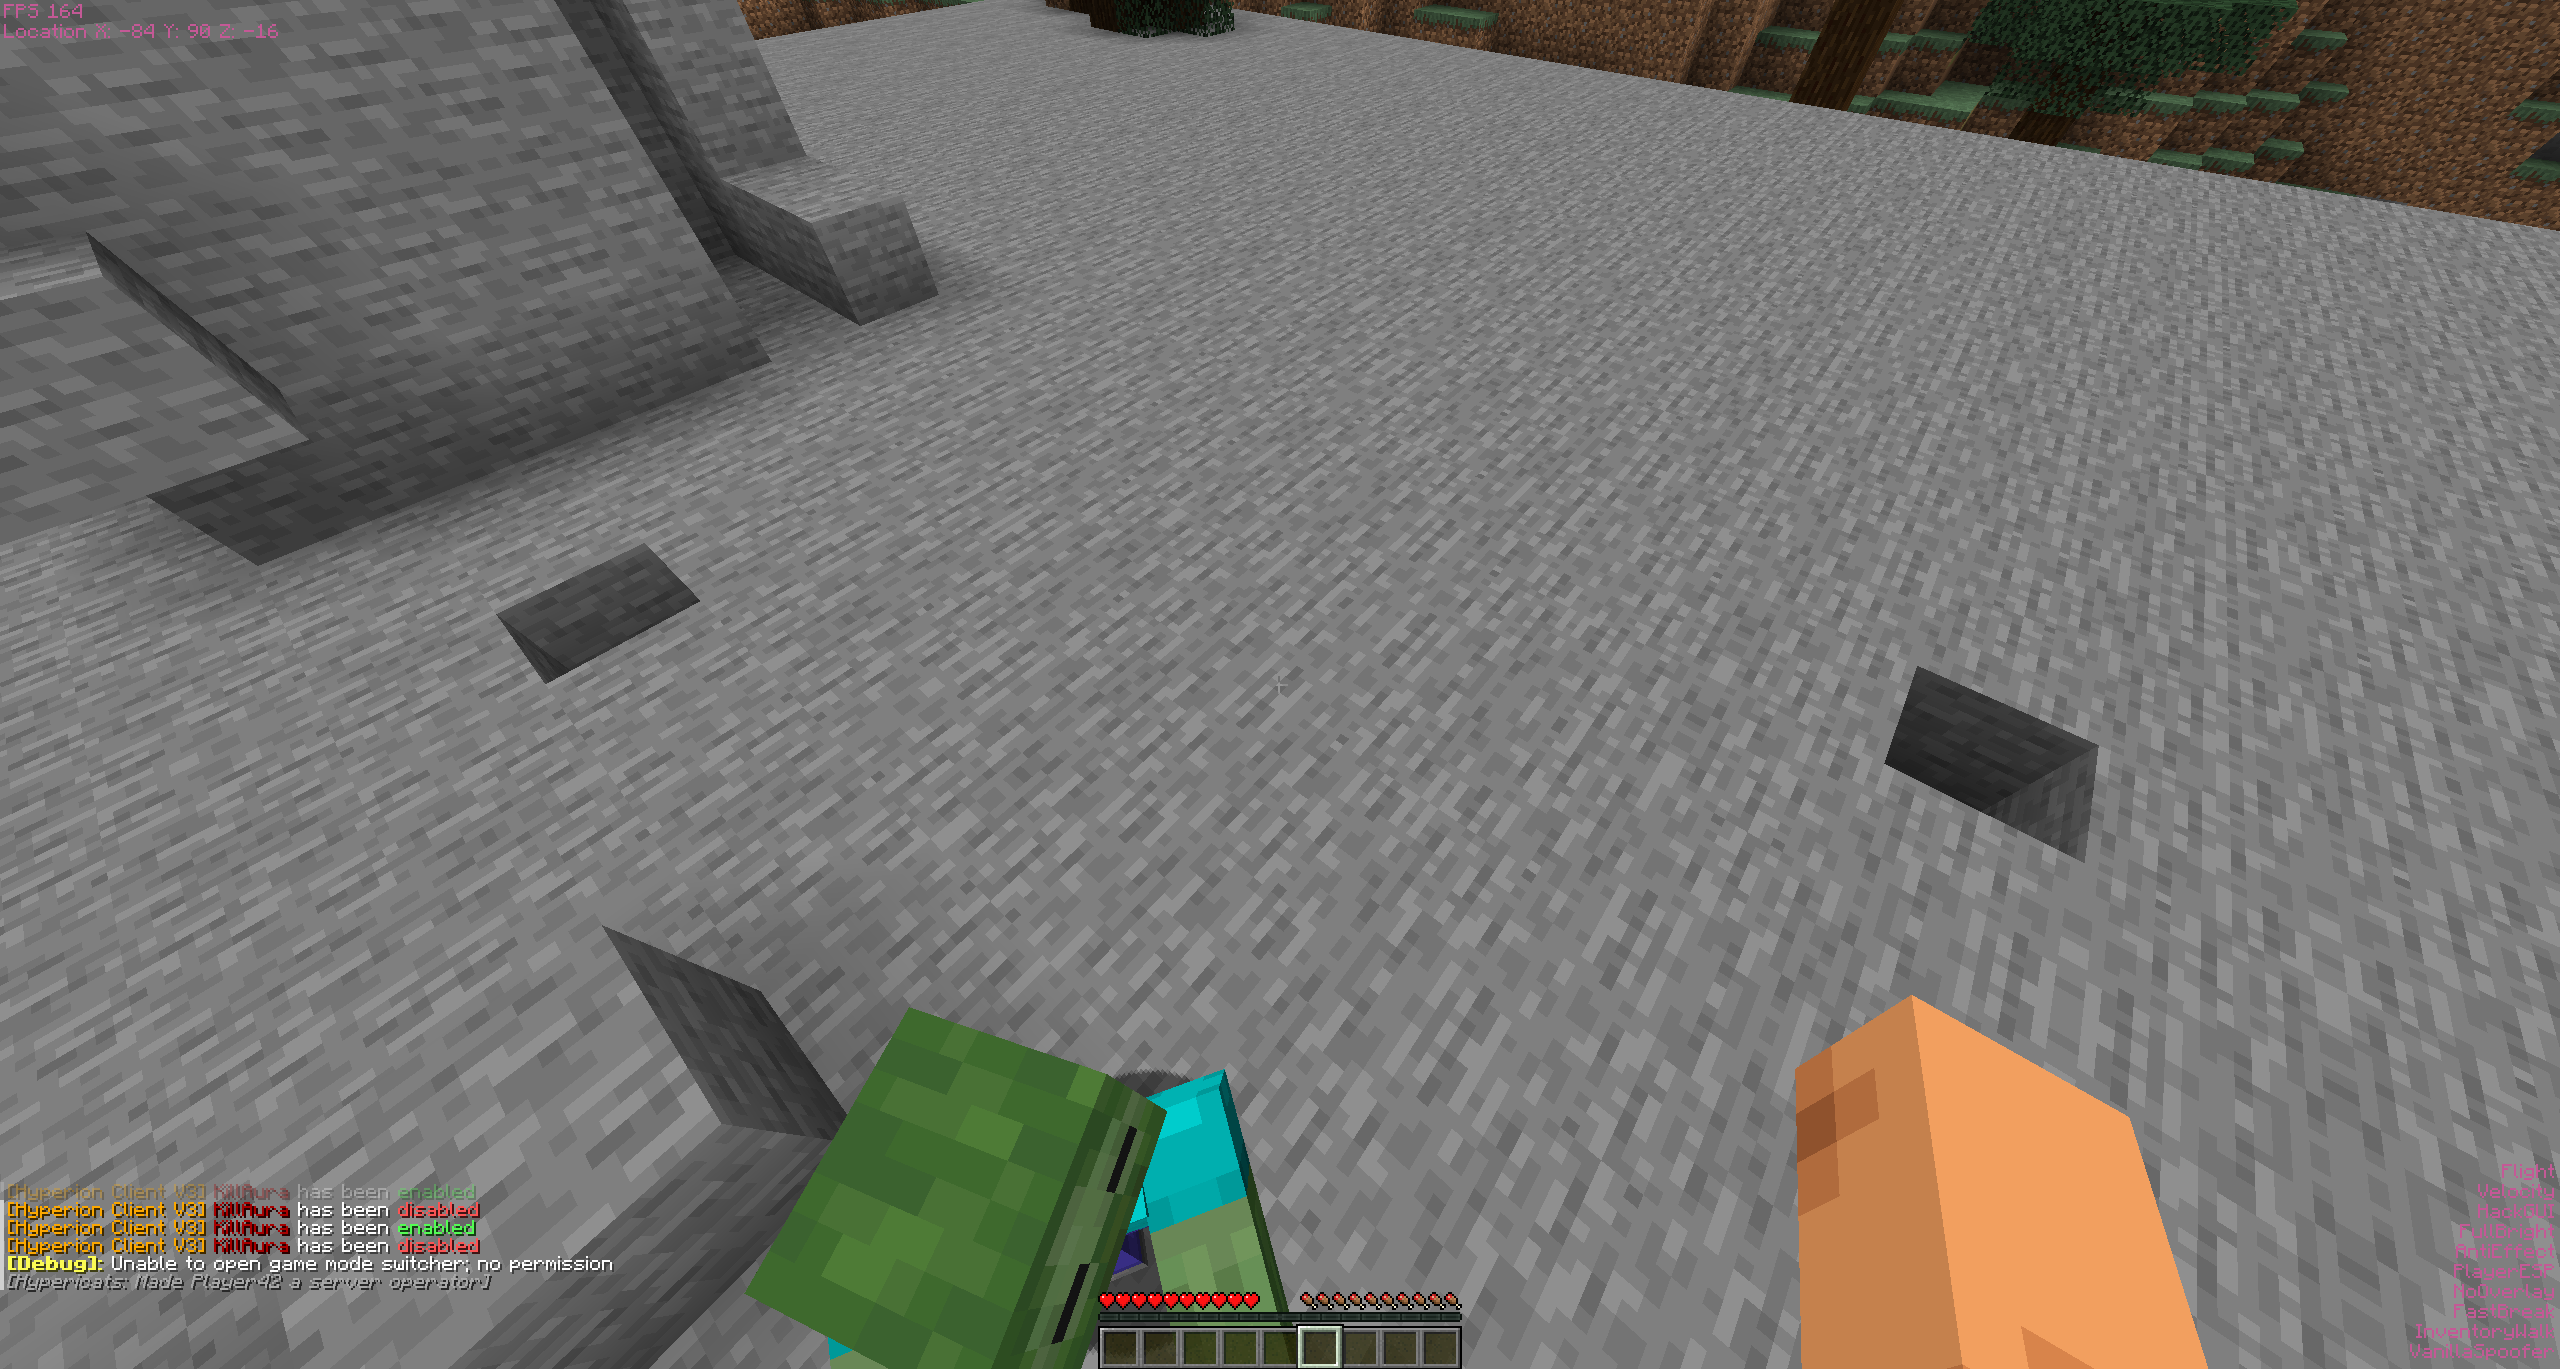 FPS 164
Location X: -84 Y: 90 Z: -16
[Hyperion Client V3] KillAura has been enabled
[Hyperion Client V3] KillAura has been disabled
[Hyperion Client V3] KillAura has been enabled
[Hyperion Client V3] KillAura has been disabled
[Debug]: Unable to open game mode switcher; no permission
[Hypericats: Made Player42 a server operator]
Flight
Velocity
HackGUI
FullBright
AntiEffect
PlayerESP
NoOverlay
FastBreak
InventoryWalk
VanillaSpoofer